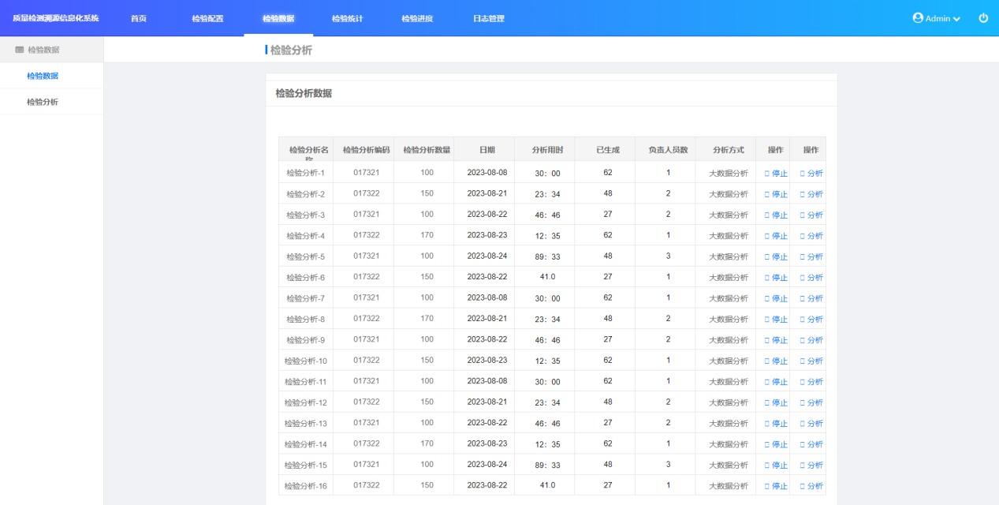 质量检测溯源信息化系统 首页 检验配置 检验数据 检验统计 检验进度 日志管理 Admin
检验数据
检验数据
检验分析
检验分析
检验分析数据
检验分析名称 检验分析编码 检验分析数量 日期 分析用时 已生成 负责人员数 分析方式 操作 操作
检验分析-1 017321 100 2023-08-08 30：00 62 1 大数据分析 停止 分析
检验分析-2 017322 150 2023-08-21 23：34 48 2 大数据分析 停止 分析
检验分析-3 017321 100 2023-08-22 46：46 27 2 大数据分析 停止 分析
检验分析-4 017322 170 2023-08-23 12：35 62 1 大数据分析 停止 分析
检验分析-5 017321 100 2023-08-24 89：33 48 3 大数据分析 停止 分析
检验分析-6 017322 150 2023-08-22 41.0 27 1 大数据分析 停止 分析
检验分析-7 017321 100 2023-08-08 30：00 62 1 大数据分析 停止 分析
检验分析-8 017322 170 2023-08-21 23：34 48 2 大数据分析 停止 分析
检验分析-9 017321 100 2023-08-22 46：46 27 2 大数据分析 停止 分析
检验分析-10 017322 150 2023-08-23 12：35 62 1 大数据分析 停止 分析
检验分析-11 017321 100 2023-08-08 30：00 62 1 大数据分析 停止 分析
检验分析-12 017322 150 2023-08-21 23：34 48 2 大数据分析 停止 分析
检验分析-13 017321 100 2023-08-22 46：46 27 2 大数据分析 停止 分析
检验分析-14 017322 170 2023-08-23 12：35 62 1 大数据分析 停止 分析
检验分析-15 017321 100 2023-08-24 89：33 48 3 大数据分析 停止 分析
检验分析-16 017322 150 2023-08-22 41.0 27 1 大数据分析 停止 分析